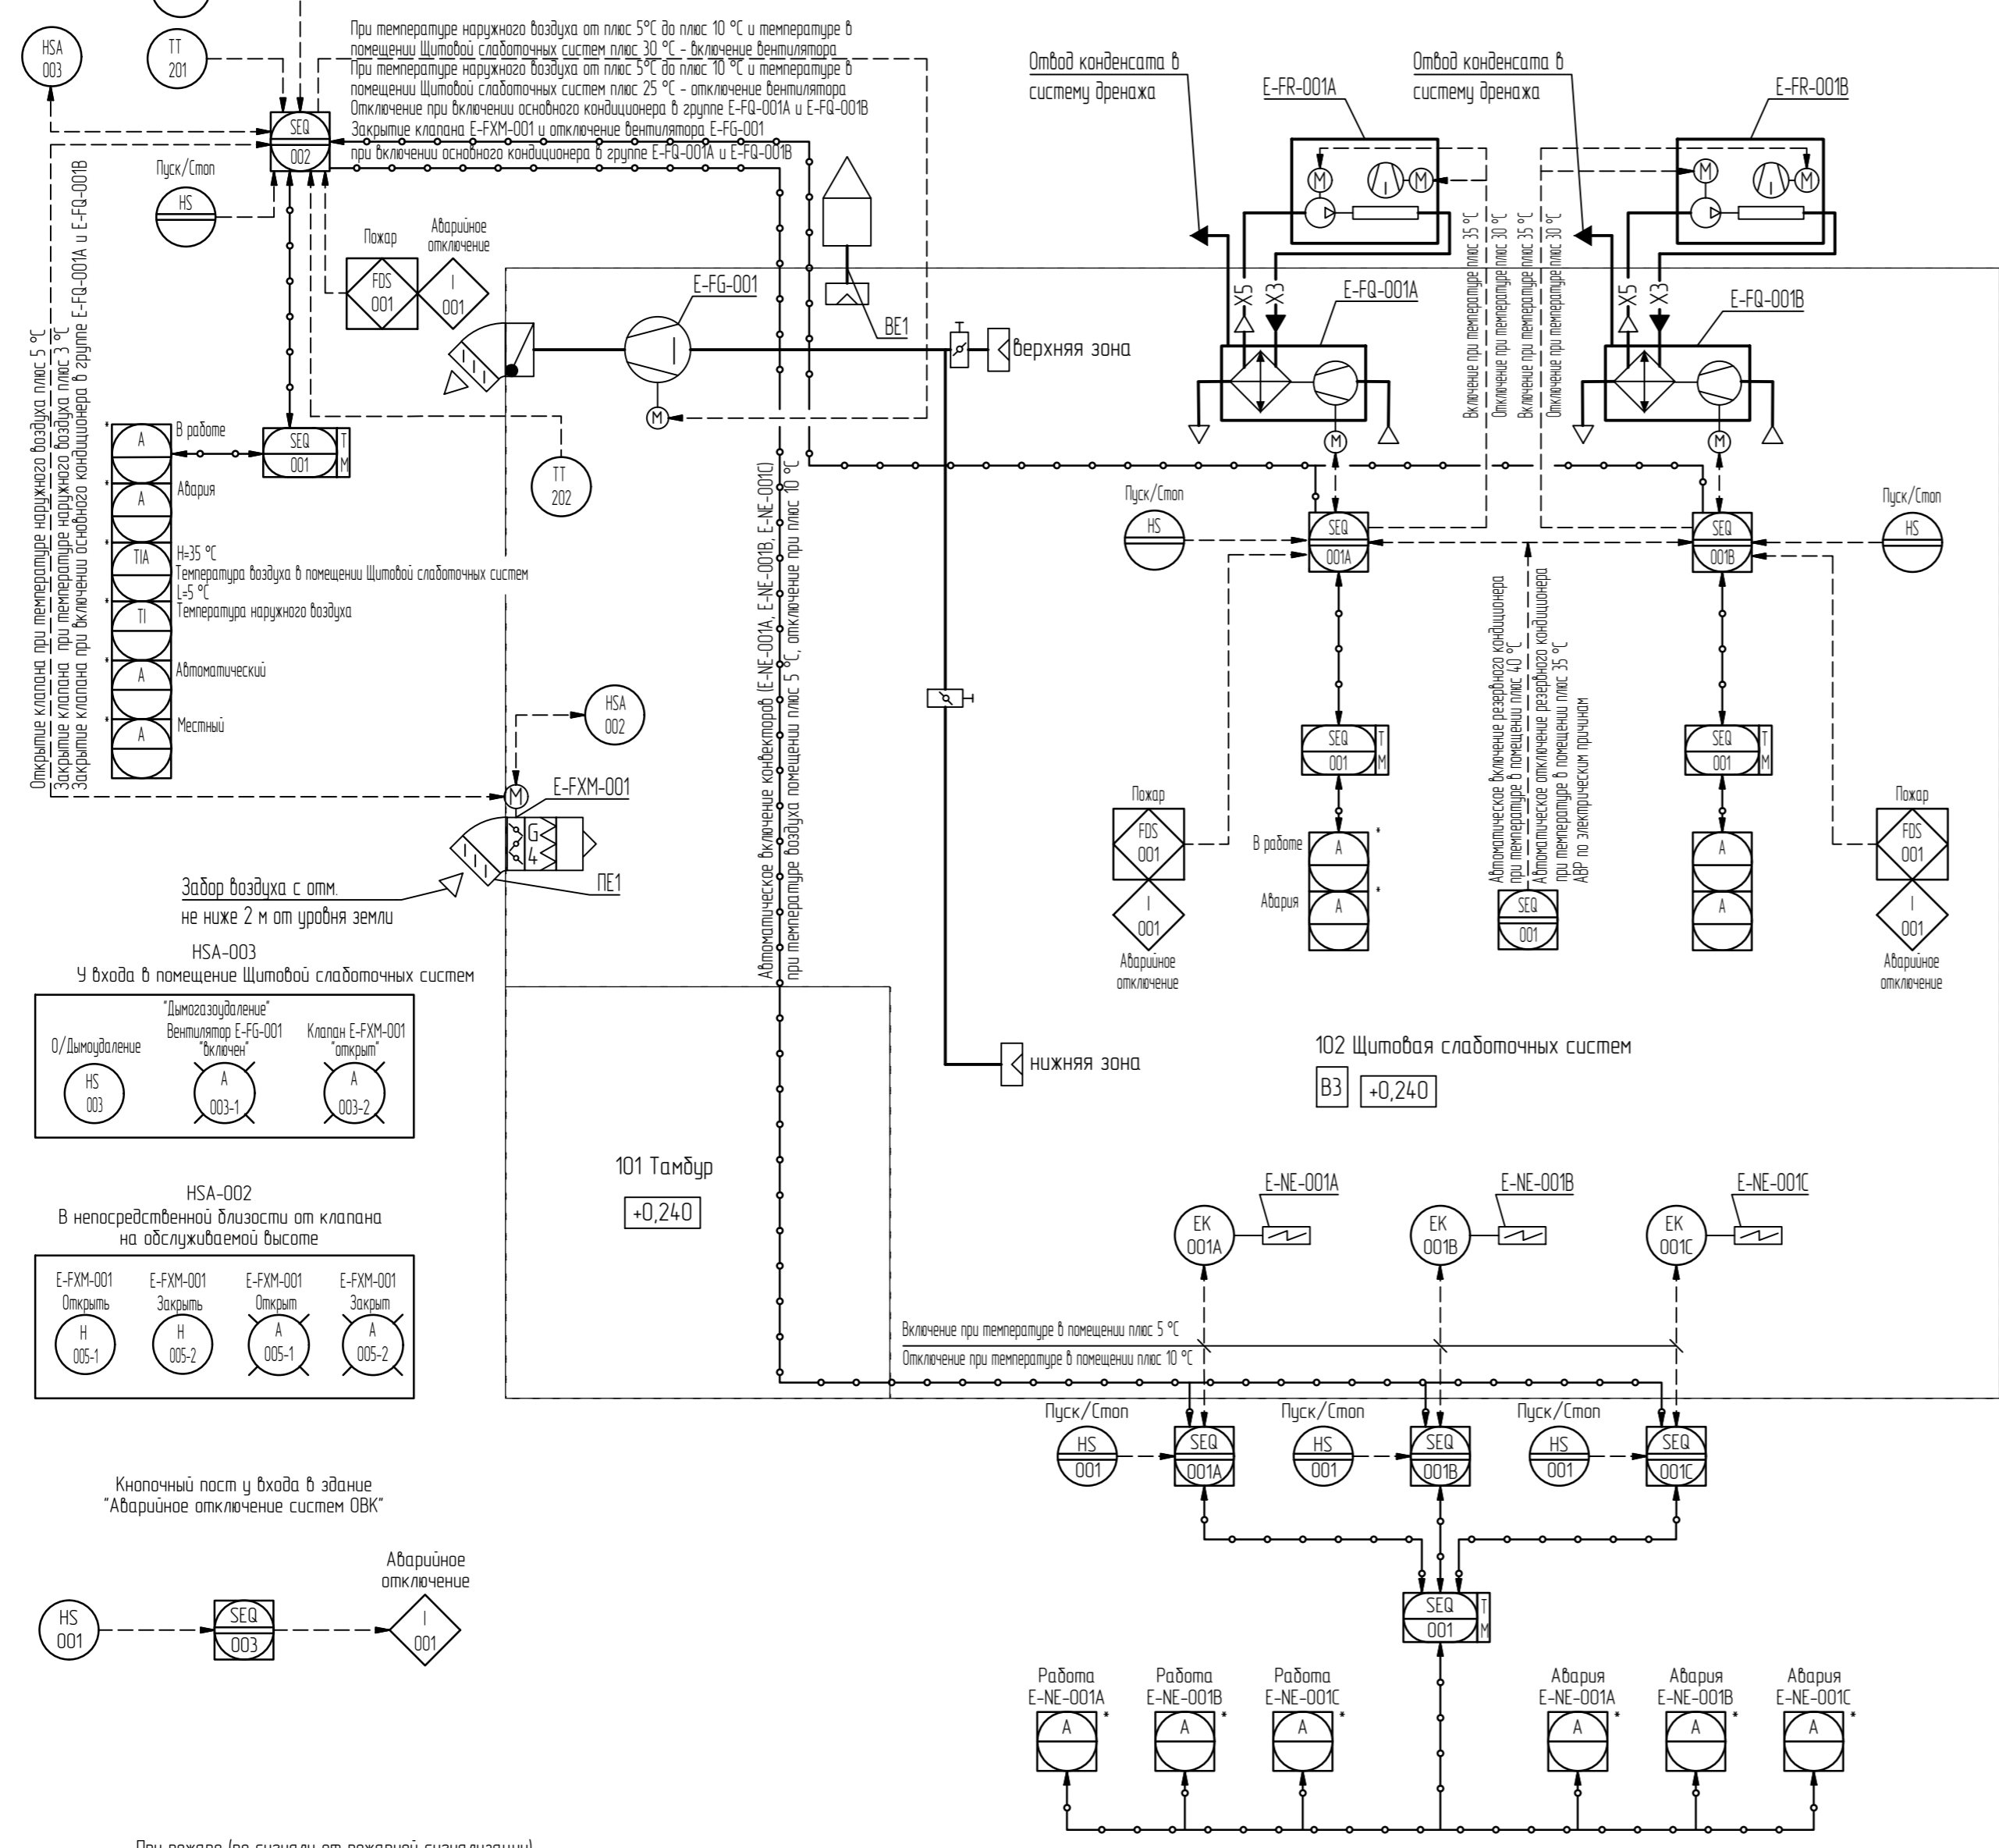 HSA
003
TT
201
При температуре наружного воздуха от плюс 5°С до плюс 10 °С и температуре в
помещении Щитовой слаботочных систем плюс 30 °С - включение вентилятора
При температуре наружного воздуха от плюс 5°С до плюс 10 °С и температуре в
помещении Щитовой слаботочных систем плюс 25 °С - отключение вентилятора
Отключение при включении основного кондиционера в группе E-FQ-001A и E-FQ-001B
Закрытие клапана E-FXM-001 и отключение вентилятора E-FG-001
при включении основного кондиционера в группе E-FQ-001A и E-FQ-001B
SEQ
002
Пуск/Стоп
HS
Пожар
FDS
001
Аварийное
отключение
I
001
Открытие клапана при температуре наружного воздуха плюс 5 °С
Закрытие клапана при температуре наружного воздуха плюс 3 °С
Закрытие клапана при включении основного кондиционера в группе E-FQ-001A и E-FQ-001B
E-FG-001
M
BE1
верхняя зона
TT
202
SEQ
001
T
M
*
A
В работе
*
A
Авария
*
TIA
H=35 °С
Температура воздуха в помещении Щитовой слаботочных систем
L=5 °С
*
TI
Температура наружного воздуха
*
A
Автоматический
*
A
Местный
HSA
002
M
E-FXM-001
G
4
ПЕ1
Забор воздуха с отм.
не ниже 2 м от уровня земли
Автоматическое включение конвекторов (E-NE-001A, E-NE-001B, E-NE-001C)
при температуре воздуха помещении плюс 5 °С, отключение при плюс 10 °С
Отвод конденсата в
систему дренажа
E-FR-001A
M
M
X5
X3
E-FQ-001A
M
Включение при температуре плюс 35 °С
Отключение при температуре плюс 30 °С
Отвод конденсата в
систему дренажа
E-FR-001B
M
M
X5
X3
E-FQ-001B
M
Включение при температуре плюс 35 °С
Отключение при температуре плюс 30 °С
Пуск/Стоп
HS
SEQ
001A
SEQ
001B
Пуск/Стоп
HS
SEQ
001
T
M
SEQ
001
T
M
Автоматическое включение резервного кондиционера
при температуре в помещении плюс 40 °С
Автоматическое отключение резервного кондиционера
при температуре в помещении плюс 35 °С
АВР по электрическим причинам
SEQ
001
Пожар
FDS
001
I
001
Аварийное
отключение
В работе
A
*
Авария
A
*
A
A
Пожар
FDS
001
I
001
Аварийное
отключение
HSA-003
У входа в помещение Щитовой слаботочных систем
"Дымогазоудаление"
О/Дымоудаление
HS
003
Вентилятор E-FG-001
"включен"
A
003-1
Клапан E-FXM-001
"открыт"
A
003-2
нижняя зона
102 Щитовая слаботочных систем
В3
+0,240
101 Тамбур
+0,240
HSA-002
В непосредственной близости от клапана
на обслуживаемой высоте
E-FXM-001
Открыть
H
005-1
E-FXM-001
Закрыть
H
005-2
E-FXM-001
Открыт
A
005-1
E-FXM-001
Закрыт
A
005-2
EK
001A
E-NE-001A
EK
001B
E-NE-001B
EK
001C
E-NE-001C
Включение при температуре в помещении плюс 5 °С
Отключение при температуре в помещении плюс 10 °С
Пуск/Стоп
HS
001
SEQ
001A
Пуск/Стоп
HS
001
SEQ
001B
Пуск/Стоп
HS
001
SEQ
001C
SEQ
001
T
M
Кнопочный пост у входа в здание
"Аварийное отключение систем ОВК"
HS
001
SEQ
003
Аварийное
отключение
I
001
Работа
E-NE-001A
A
*
Работа
E-NE-001B
A
*
Работа
E-NE-001C
A
*
Авария
E-NE-001A
A
*
Авария
E-NE-001B
A
*
Авария
E-NE-001C
A
*
При пожаре (по сигналу от пожарной сигнализации)